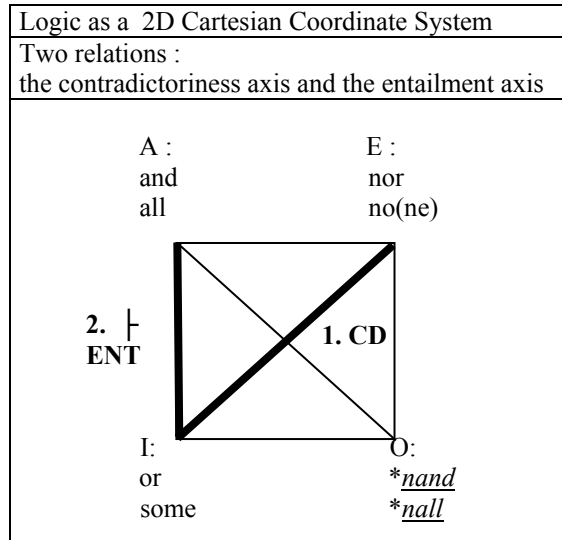 Logic as a 2D Cartesian Coordinate System
Two relations :
the contradictoriness axis and the entailment axis
A : E :
and nor
all no(ne)
2. ├ 1. CD
ENT
I: O:
or *nand
some *nall